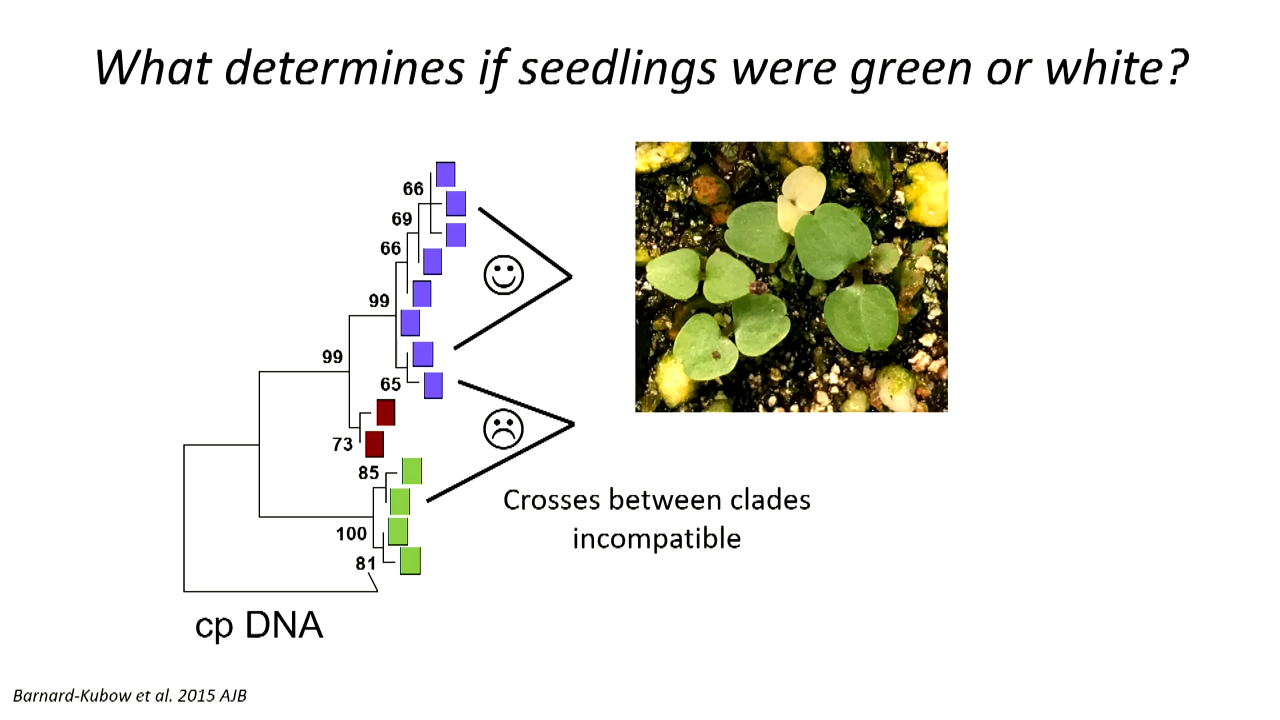 What determines if seedlings were green or white?
66
69
66
99
99
65
73
85
100
81
Crosses between clades
incompatible
cp DNA
Barnard-Kubow et al. 2015 AJB